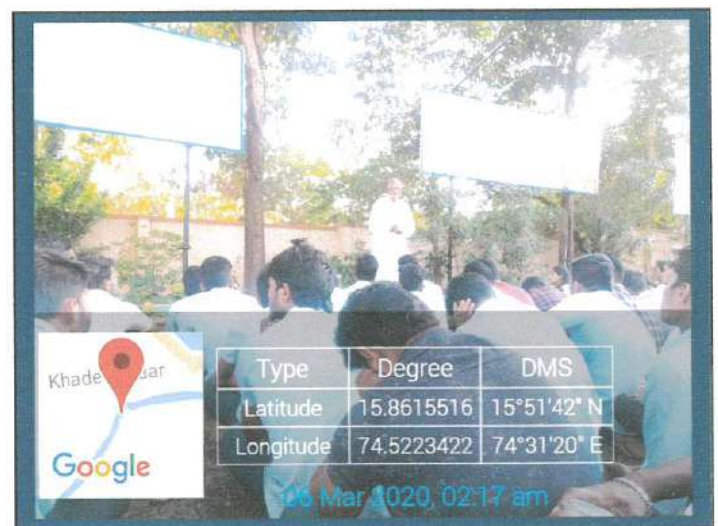 Type Degree DMS
Latitude 15.8615516 15°51'42" N
Longitude 74.5223422 74°31'20" E
Google
06 Mar 2020, 02:17 am